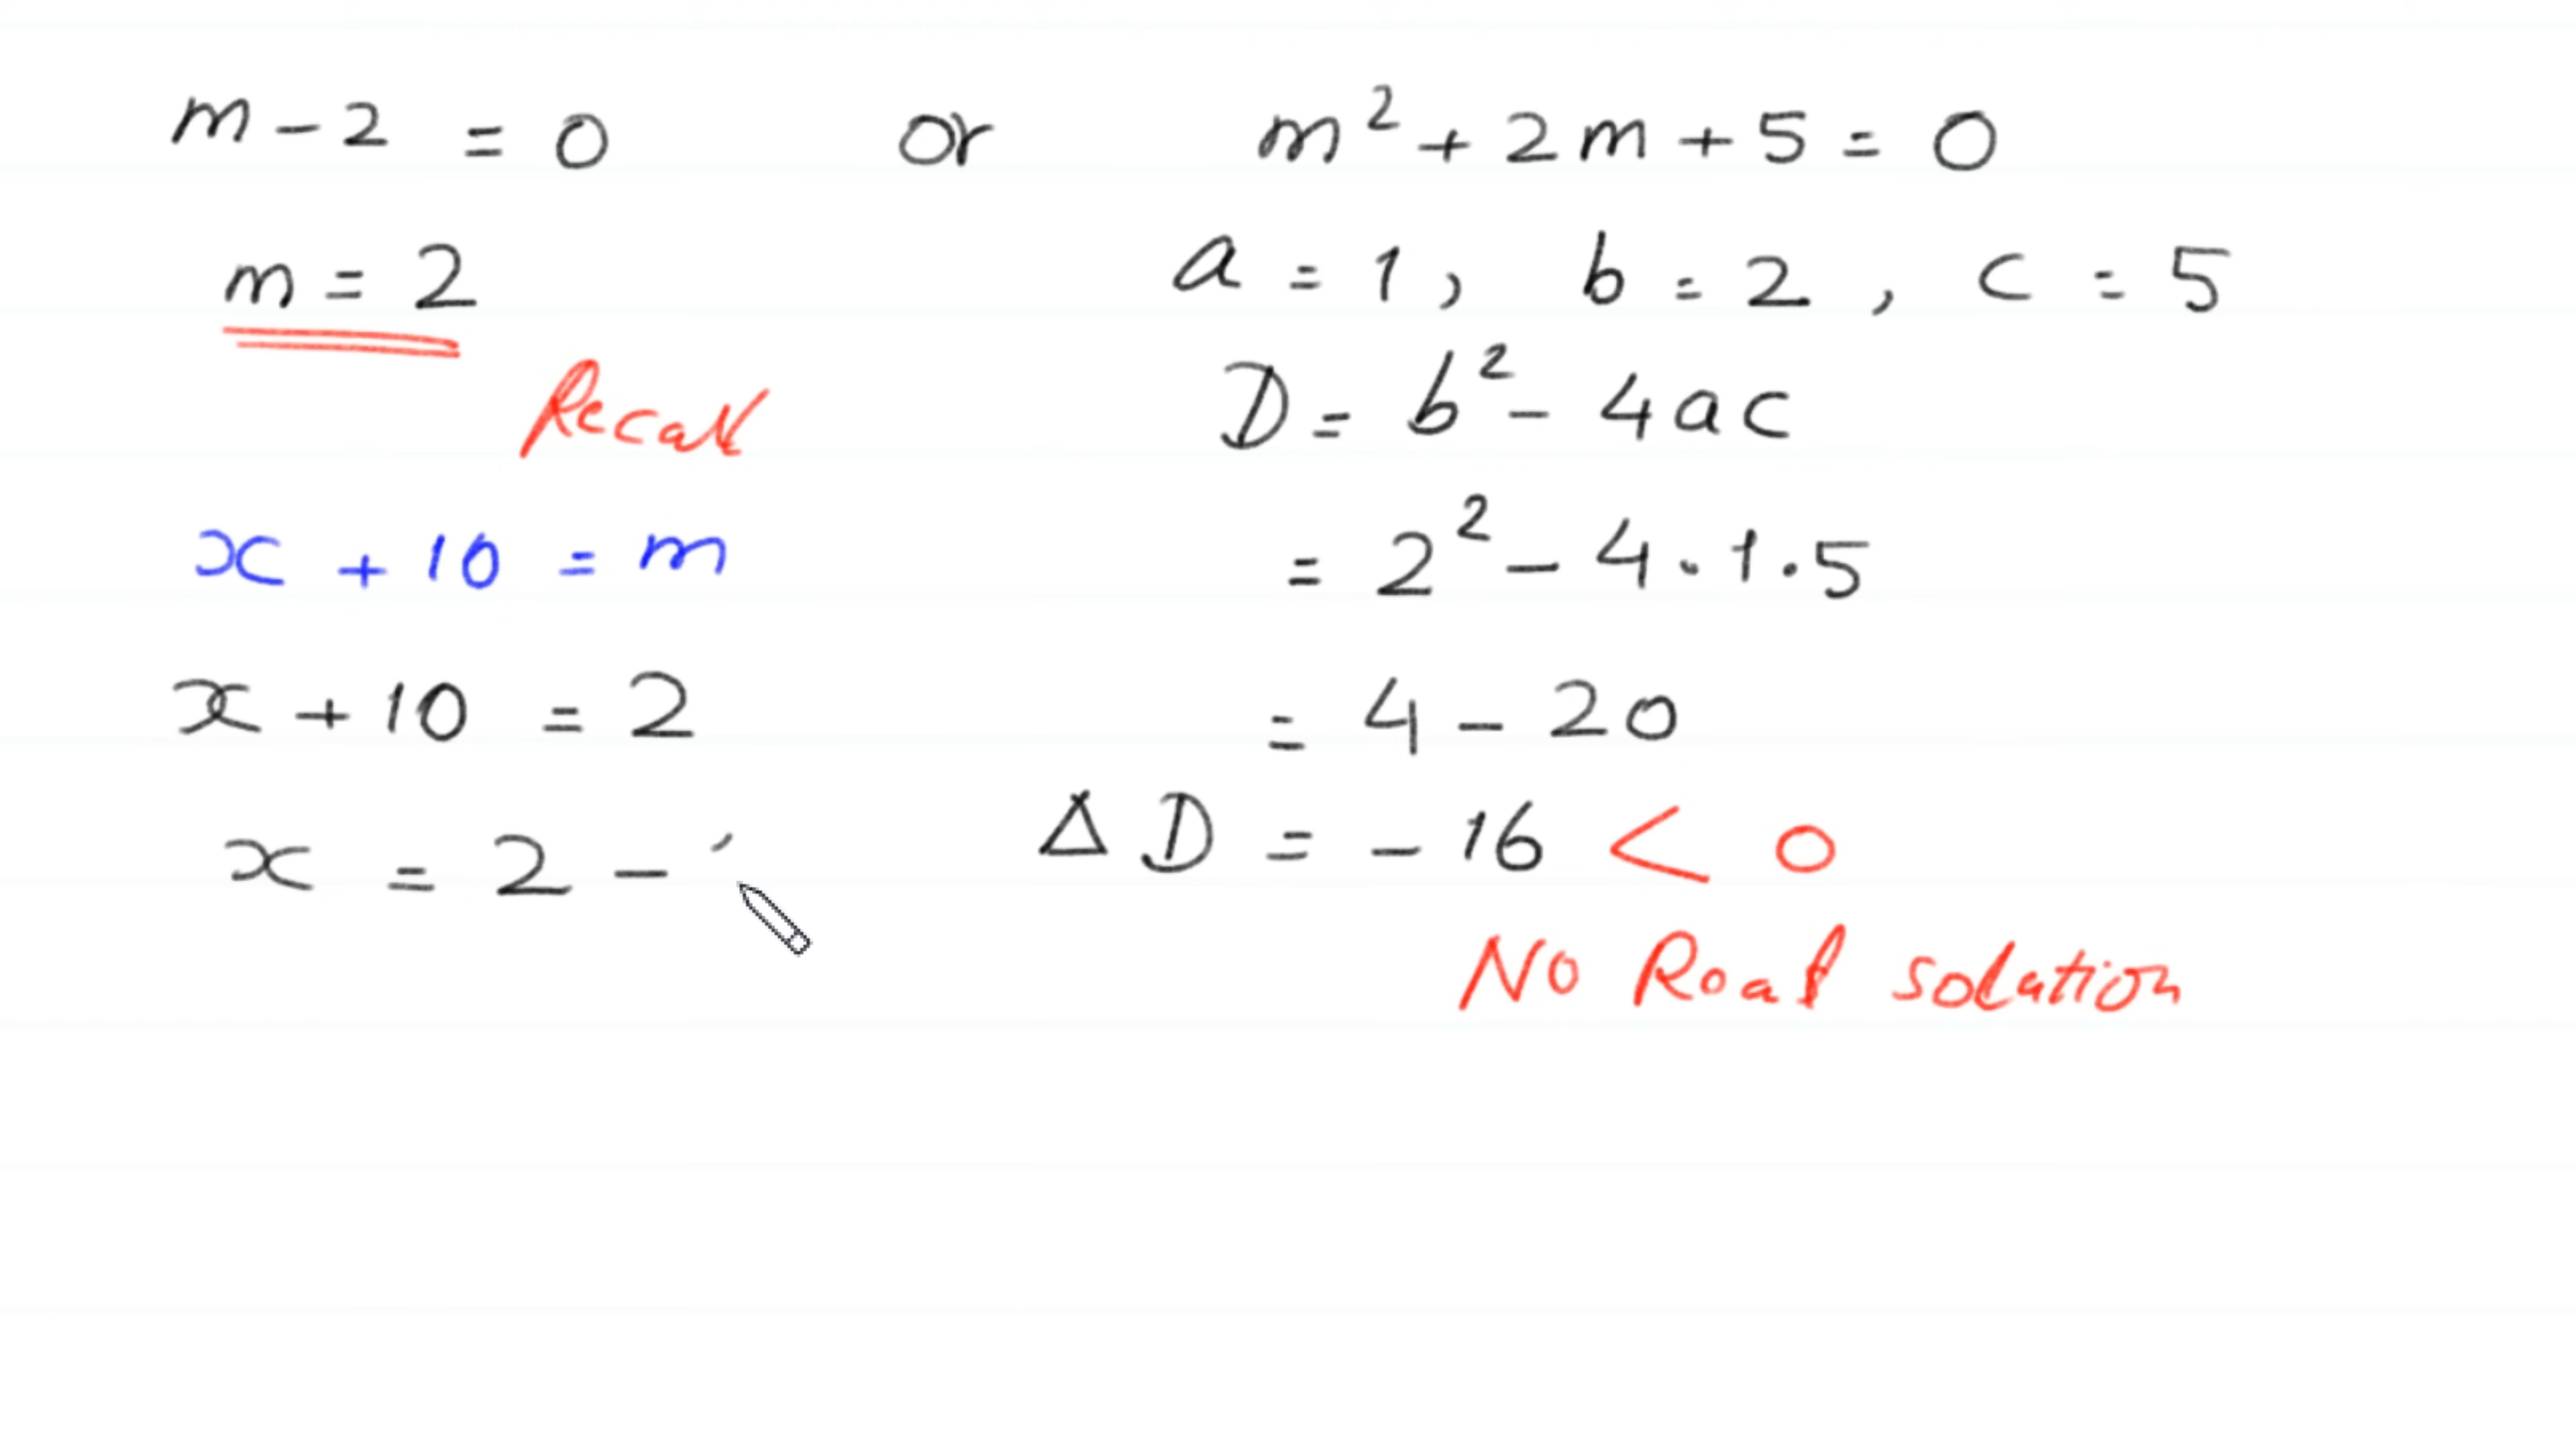 m - 2 = 0 or m² + 2m + 5 = 0
m = 2
a = 1, b = 2, c = 5
Recall
D = b² - 4ac
x + 10 = m
= 2² - 4 · 1 · 5
x + 10 = 2
= 4 - 20
x = 2 -
Δ D = - 16 < 0
No Real solution